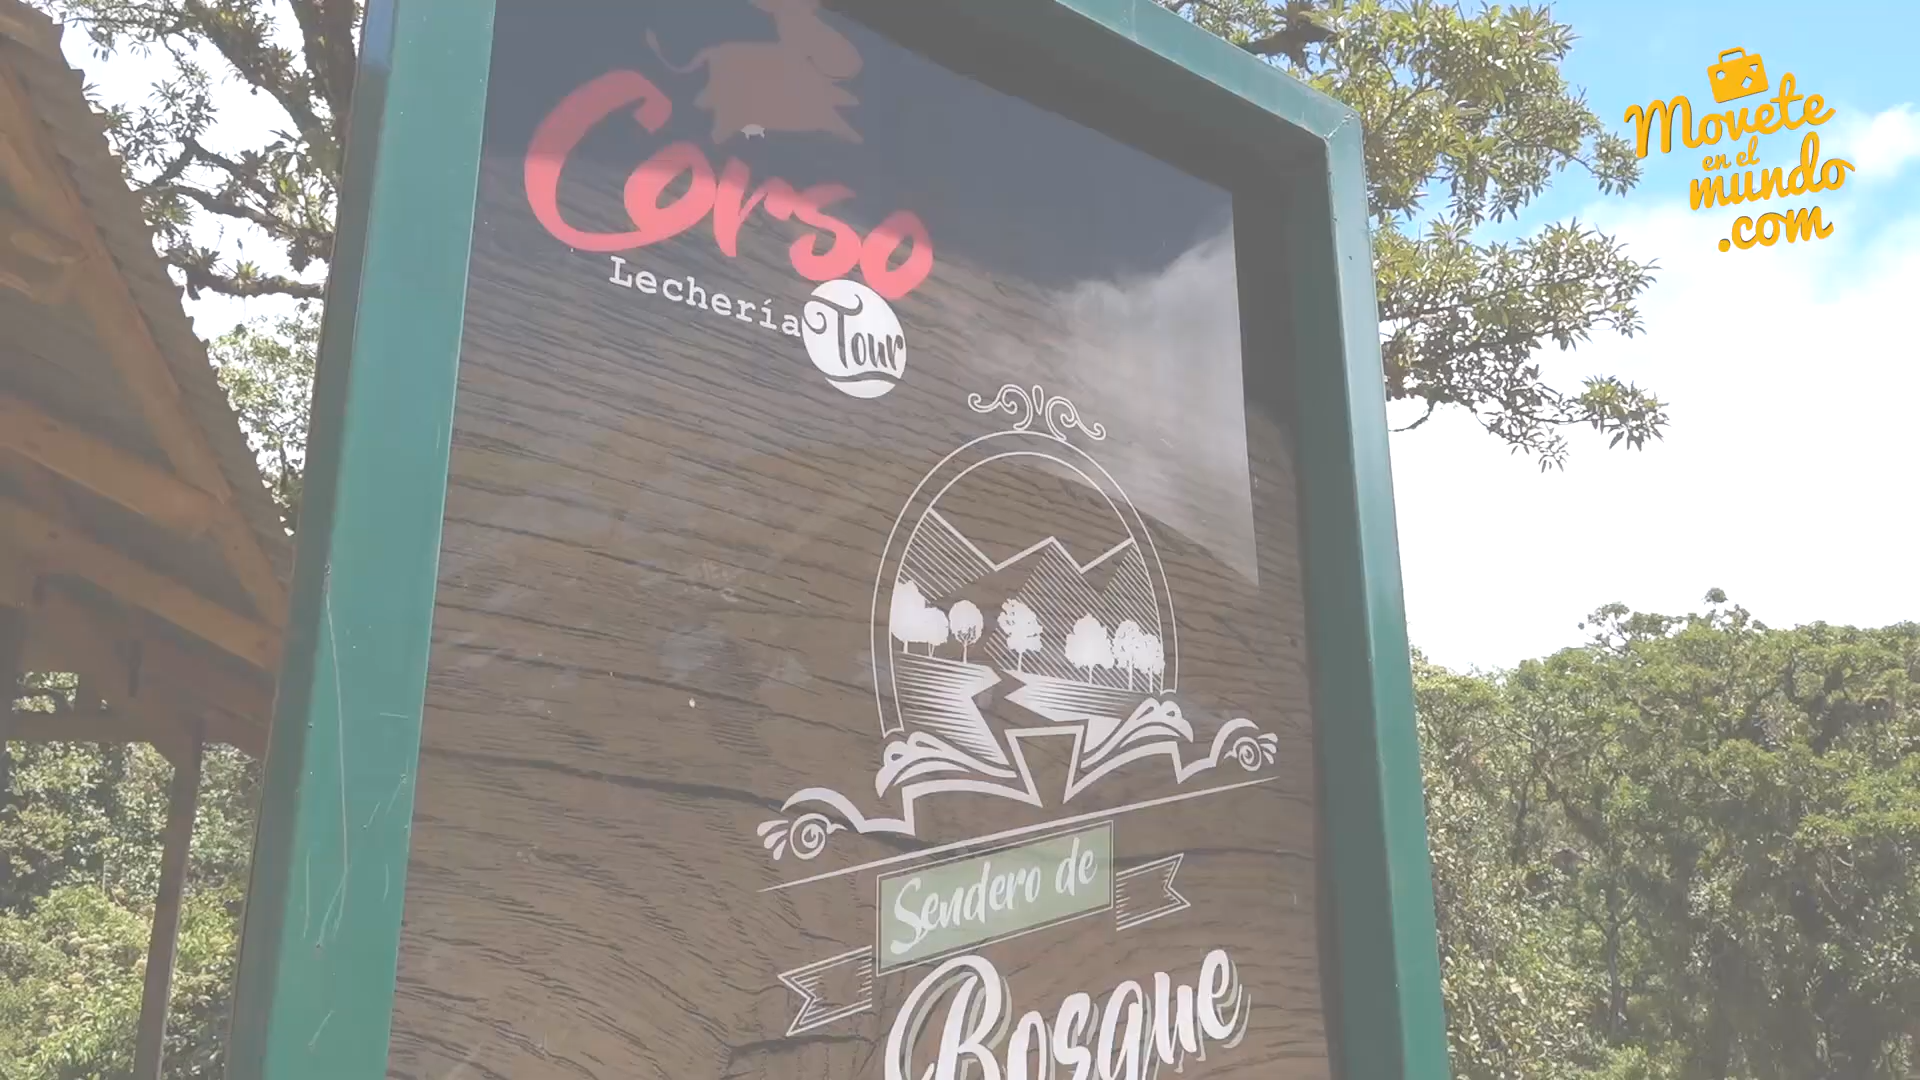 Corso
Lechería Tour
Sendero de
Bosque
Movete
en el
mundo
.com